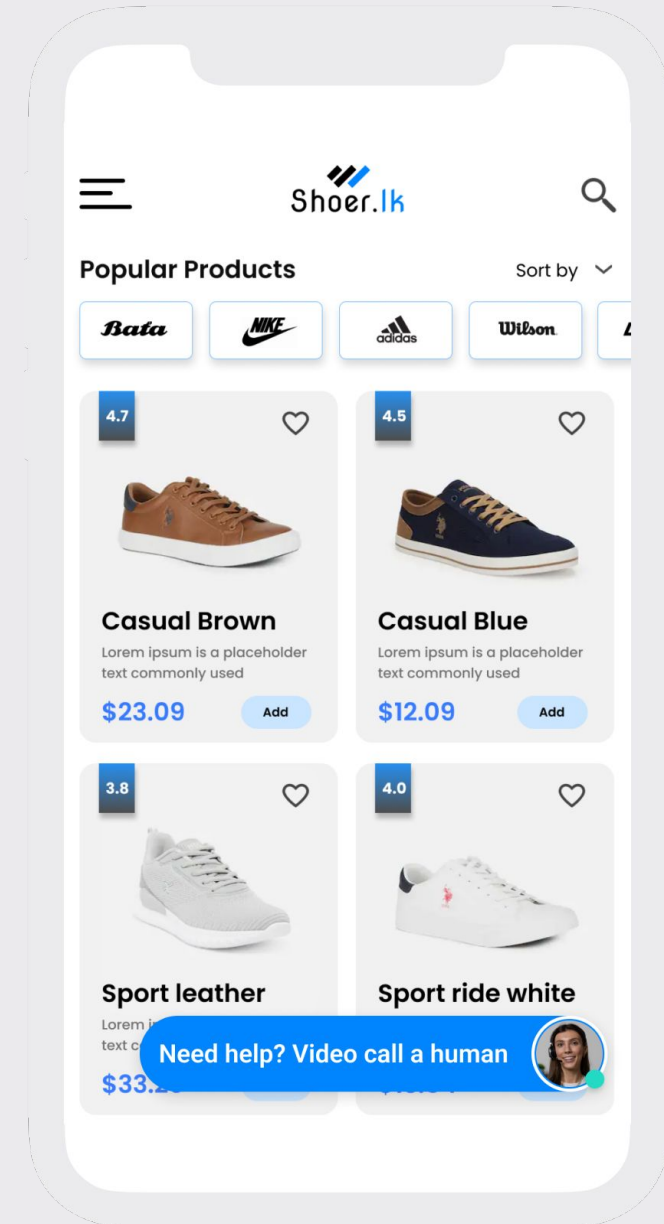 Shoer.lk
Popular Products
Sort by
Bata
NIKE
adidas
Wilson
4.7
4.5
Casual Brown
Casual Blue
Lorem ipsum is a placeholder
text commonly used
Lorem ipsum is a placeholder
text commonly used
$23.09
Add
$12.09
Add
3.8
4.0
Sport leather
Sport ride white
Lorem
Need help? Video call a human